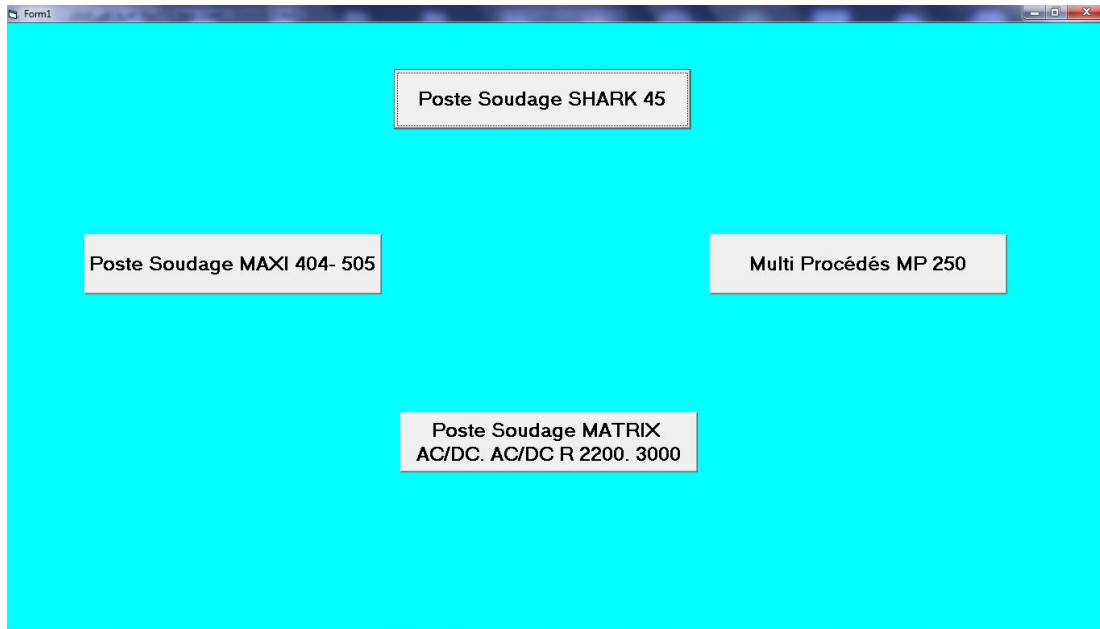 Form1
Poste Soudage SHARK 45
Poste Soudage MAXI 404- 505
Multi Procédés MP 250
Poste Soudage MATRIX
AC/DC. AC/DC R 2200. 3000